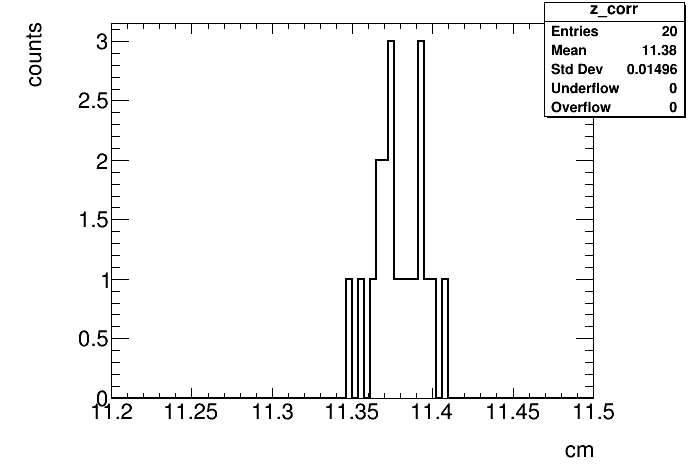 z_corr
Entries 20
Mean 11.38
Std Dev 0.01496
Underflow 0
Overflow 0
counts
3
2.5
2
1.5
1
0.5
0
11.2 11.25 11.3 11.35 11.4 11.45 11.5
cm